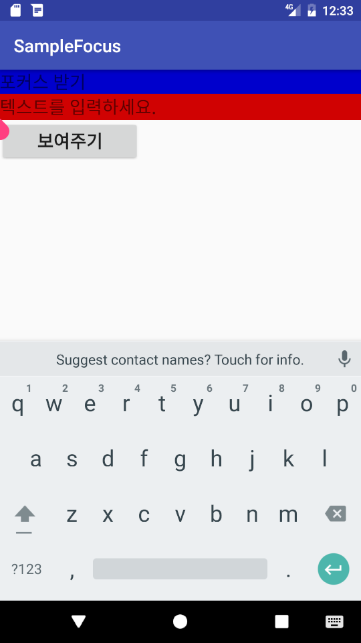 12:33
4G
SampleFocus
포커스 받기
텍스트를 입력하세요.
보여주기
Suggest contact names? Touch for info.
1 2 3 4 5 6 7 8 9 0
q w e r t y u i o p
a s d f g h j k l
z x c v b n m
?123 , .